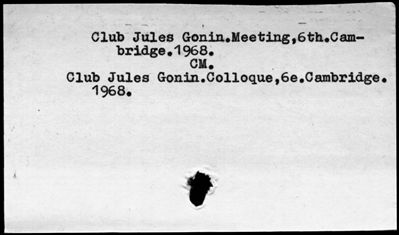 Club Jules Gonin.Meeting,6th.Cam-
bridge.1968.
CM.
Club Jules Gonin.Colloque,6e.Cambridge.
1968.